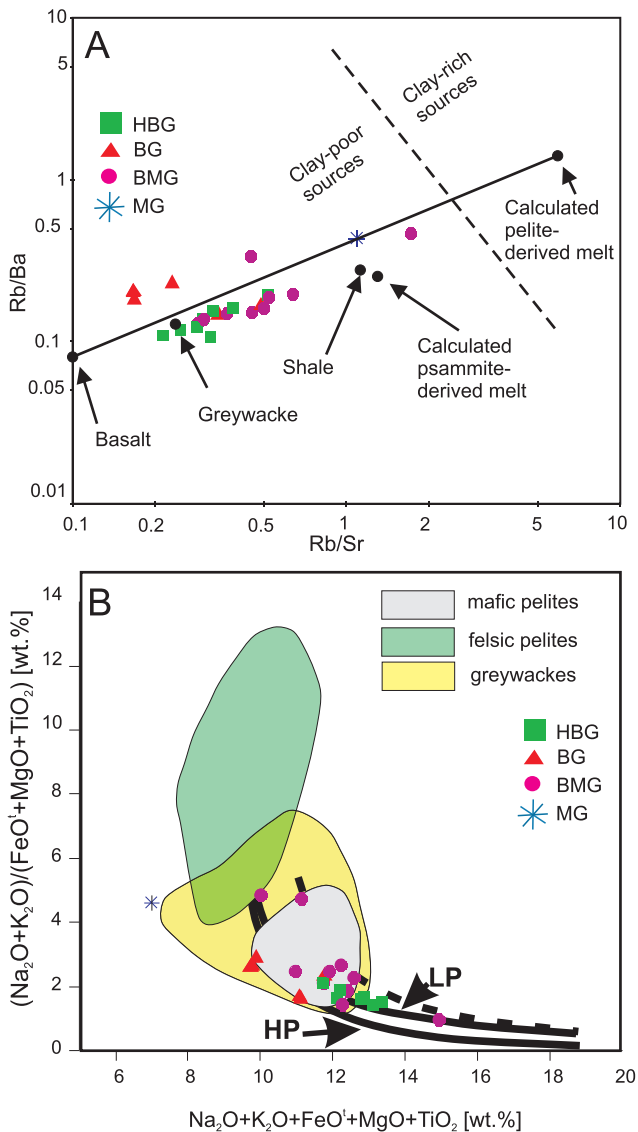 10
A
5
Clay-rich
sources
HBG
BG
BMG
MG
Clay-poor
sources
1
0.5
Calculated
pelite-
derived melt
Rb/Ba
0.1
0.05
Shale
Calculated
psammite-
derived melt
Greywacke
Basalt
0.01
0.1 0.2 0.5 1 2 5 10
Rb/Sr
14
B
mafic pelites
felsic pelites
greywackes
12
10
HBG
BG
BMG
MG
8
6
4
2
0
(Na₂O+K₂O)/(FeOᵗ+MgO+TiO₂) [wt.%]
LP
HP
6 8 10 12 14 16 18 20
Na₂O+K₂O+FeOᵗ+MgO+TiO₂ [wt.%]